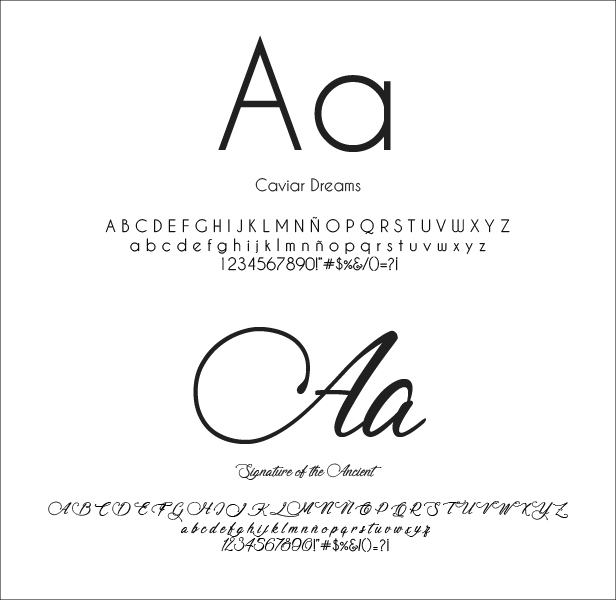 Aa
Caviar Dreams
A B C D E F G H I J K L M N Ñ O P Q R S T U V W X Y Z
a b c d e f g h i j k l m n ñ o p q r s t u v w x y z
1234567890!"#$%&/()=?¡
Aa
Signature of the Ancient
A B C D E F G H I J K L M N Ñ O P Q R S T U V W X Y Z
a b c d e f g h i j k l m n ñ o p q r s t u v w x y z
1234567890!"#$%&/()=?¡